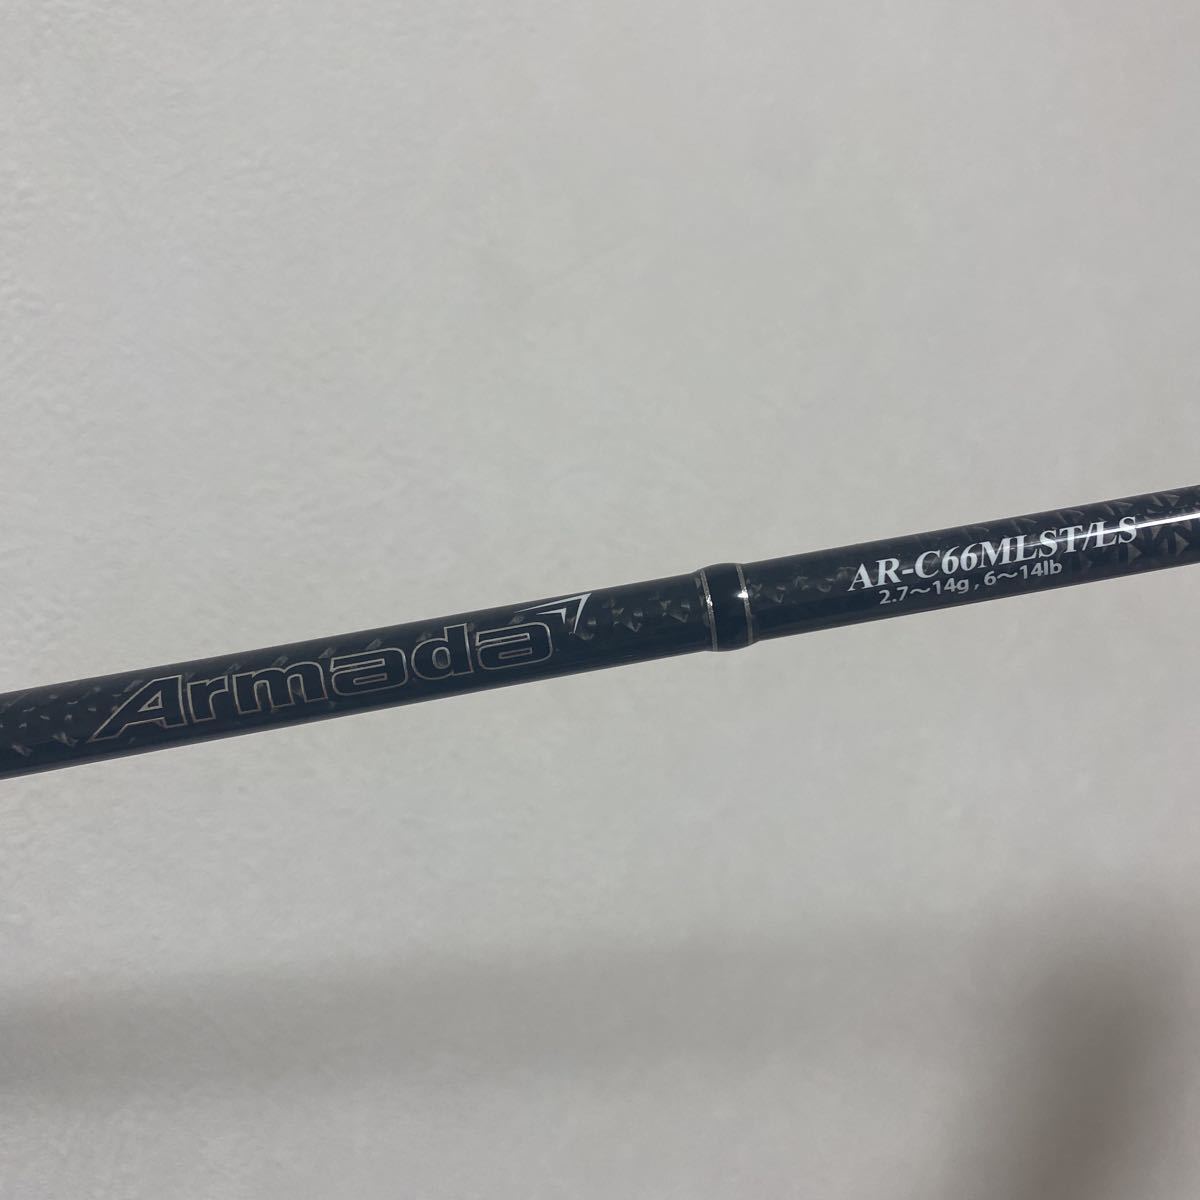 Armada
AR-C66MLST/LS
2.7～14g , 6～14lb